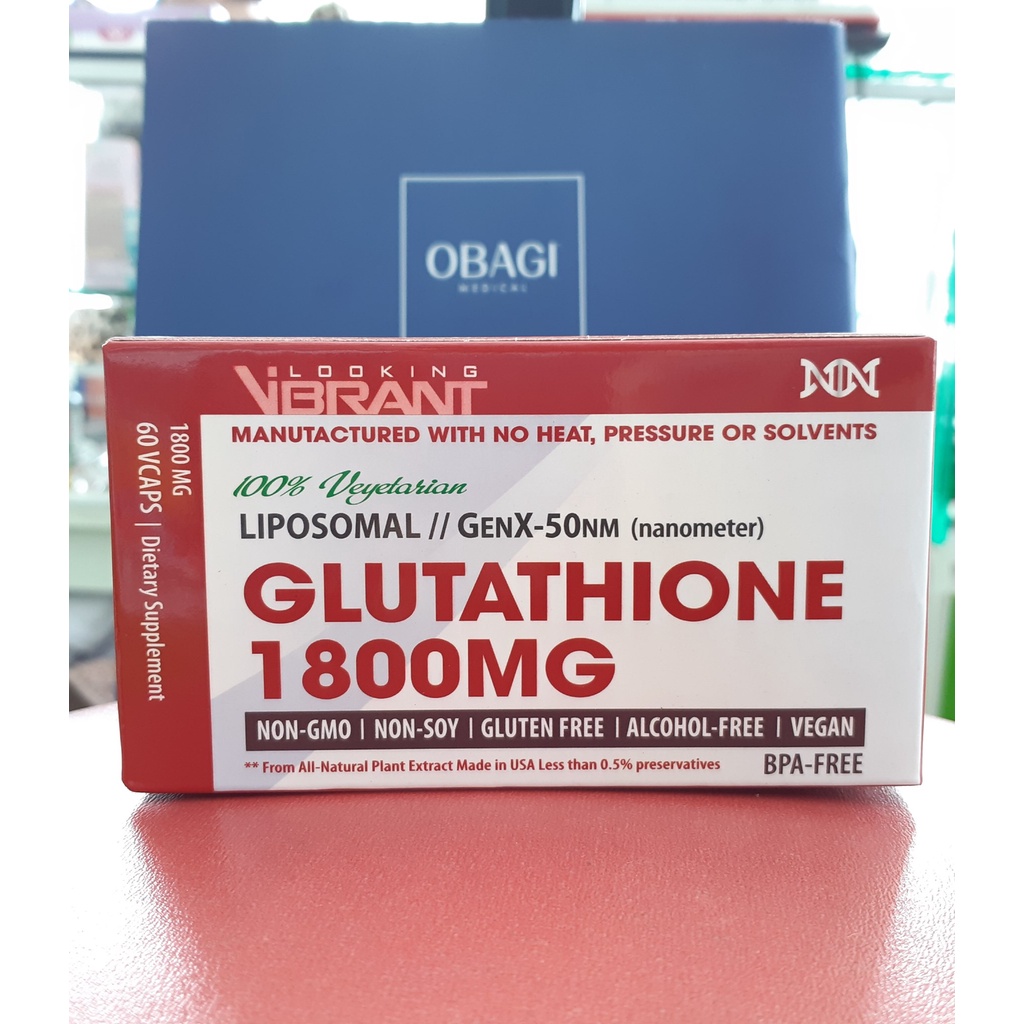 OBAGI
MEDICAL
LOOKING
VIBRANT
MANUTACTURED WITH NO HEAT, PRESSURE OR SOLVENTS
100% Veyetarian
LIPOSOMAL // GENX-50NM (nanometer)
GLUTATHIONE
1800MG
NON-GMO | NON-SOY | GLUTEN FREE | ALCOHOL-FREE | VEGAN
** From All-Natural Plant Extract Made in USA Less than 0.5% preservatives
BPA-FREE
1800 MG
60 VCAPS | Dietary Supplement